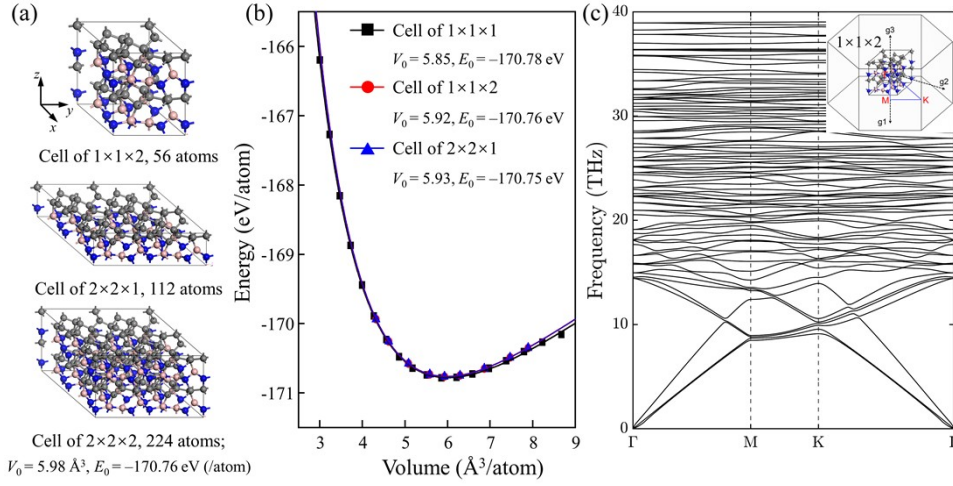 (a)
z
y
x
Cell of 1×1×2, 56 atoms
Cell of 2×2×1, 112 atoms
Cell of 2×2×2, 224 atoms;
V₀ = 5.98 Å³, E₀ = −170.76 eV (/atom)
(b)
Energy (eV/atom)
-166
-167
-168
-169
-170
-171
Cell of 1×1×1
V₀ = 5.85, E₀ = −170.78 eV
Cell of 1×1×2
V₀ = 5.92, E₀ = −170.76 eV
Cell of 2×2×1
V₀ = 5.93, E₀ = −170.75 eV
3 4 5 6 7 8 9
Volume (Å³/atom)
(c)
Frequency (THz)
40
30
20
10
0
1×1×2
g3
g2
M K
g1
Γ M K